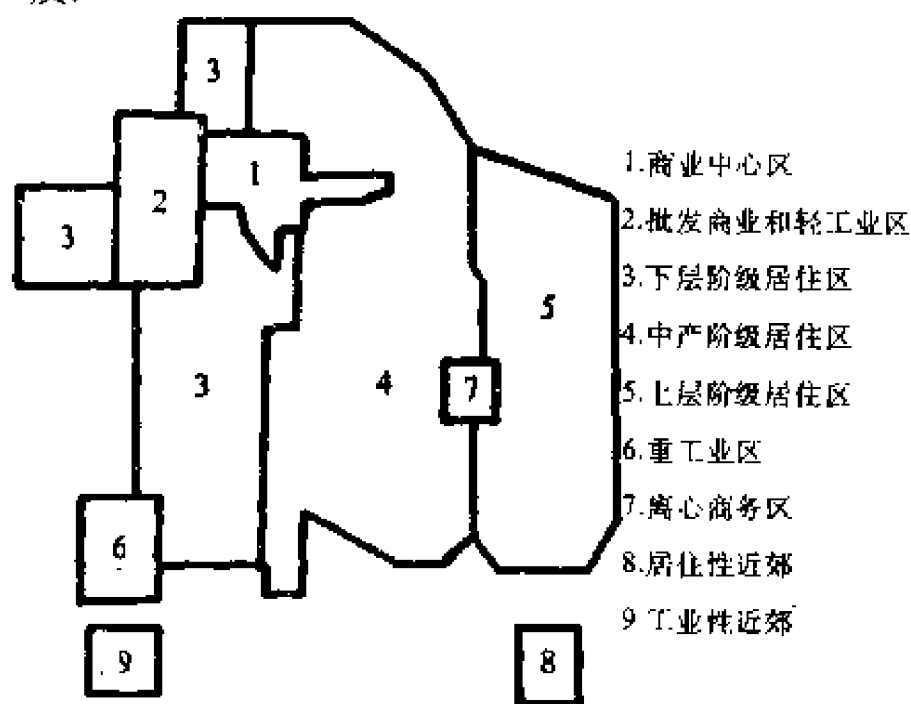 3
1
2
3
5
4
3
7
6
9
8
1.商业中心区
2.批发商业和轻工业区
3.下层阶级居住区
4.中产阶级居住区
5.上层阶级居住区
6.重工业区
7.离心商务区
8.居住性近郊
9 工业性近郊